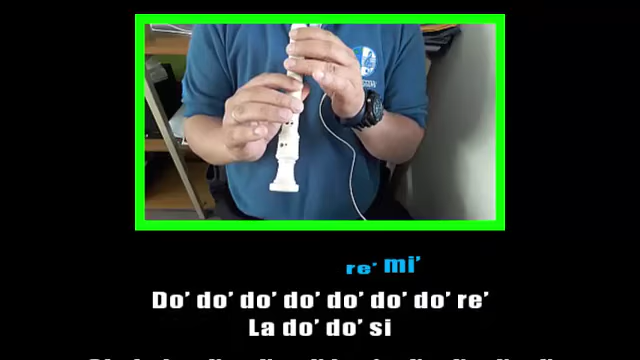 re’ mi’
Do’ do’ do’ do’ do’ do’ do’ re’
La do’ do’ si